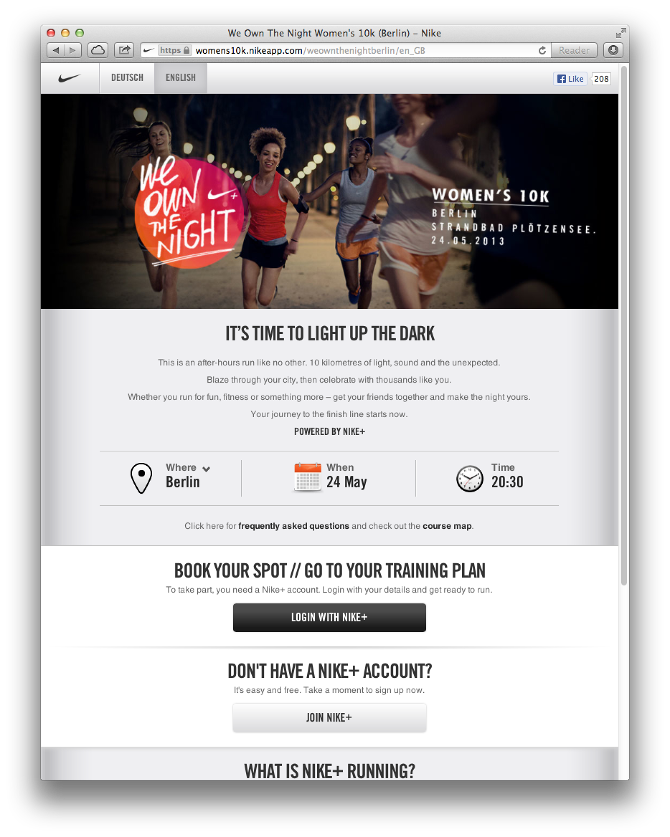 We Own The Night Women's 10k (Berlin) – Nike
https womens10k.nikeapp.com/weownthenightberlin/en_GB
Reader
DEUTSCH
ENGLISH
Like
208
WE
OWN
THE
NIGHT
WOMEN'S 10K
BERLIN
STRANDBAD PLÖTZENSEE.
24.05.2013
IT'S TIME TO LIGHT UP THE DARK
This is an after-hours run like no other. 10 kilometres of light, sound and the unexpected.
Blaze through your city, then celebrate with thousands like you.
Whether you run for fun, fitness or something more – get your friends together and make the night yours.
Your journey to the finish line starts now.
POWERED BY NIKE+
Where
Berlin
When
24 May
Time
20:30
Click here for frequently asked questions and check out the course map.
BOOK YOUR SPOT // GO TO YOUR TRAINING PLAN
To take part, you need a Nike+ account. Login with your details and get ready to run.
LOGIN WITH NIKE+
DON'T HAVE A NIKE+ ACCOUNT?
It's easy and free. Take a moment to sign up now.
JOIN NIKE+
WHAT IS NIKE+ RUNNING?